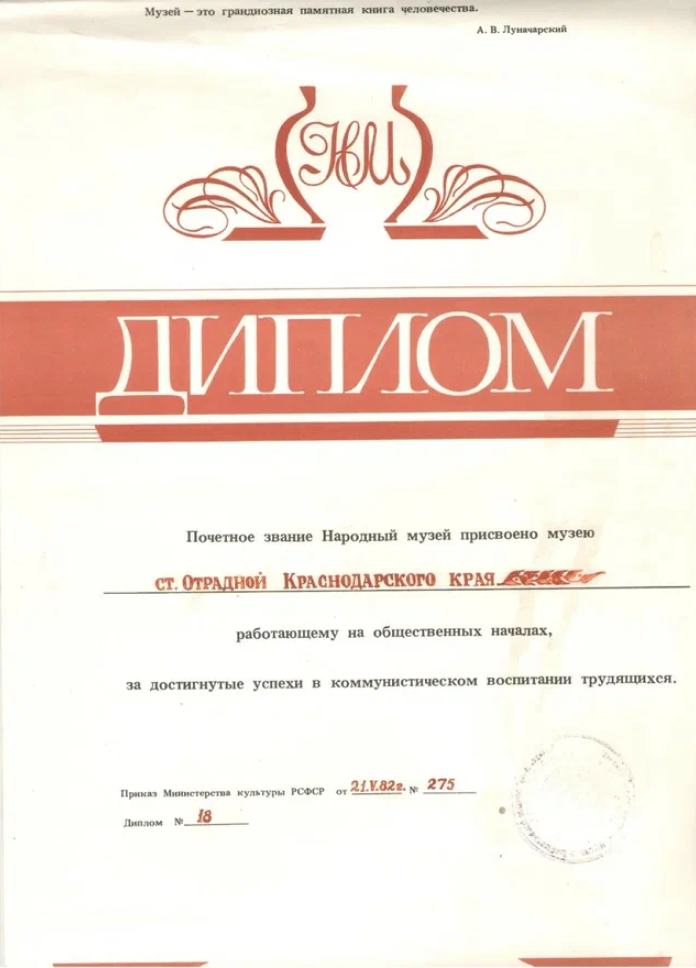 Музей — это грандиозная памятная книга человечества.
А. В. Луначарский
НМ
ДИПЛОМ
Почетное звание Народный музей присвоено музею
ст. Отрадной Краснодарского края
работающему на общественных началах,
за достигнутые успехи в коммунистическом воспитании трудящихся.
Приказ Министерства культуры РСФСР от 21.V.82г. № 275
Диплом № 18